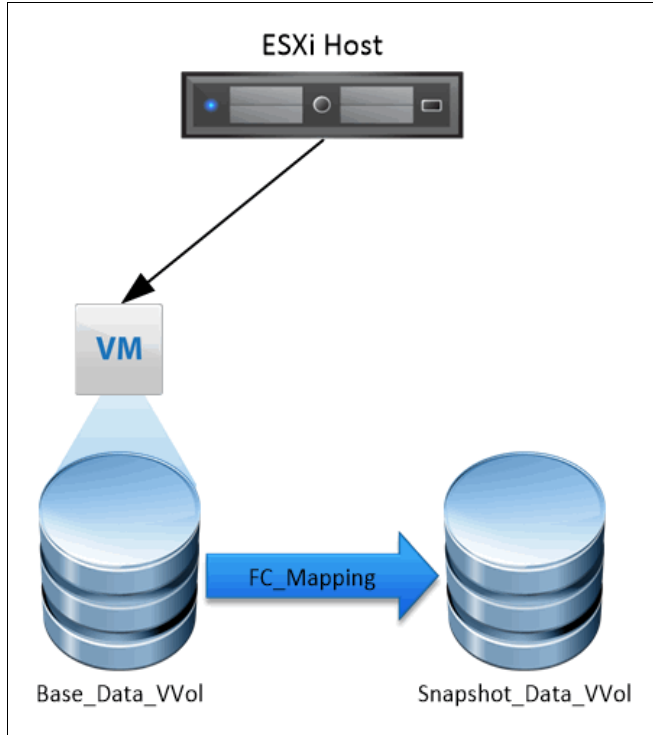 ESXi Host
VM
FC_Mapping
Base_Data_VVol
Snapshot_Data_VVol